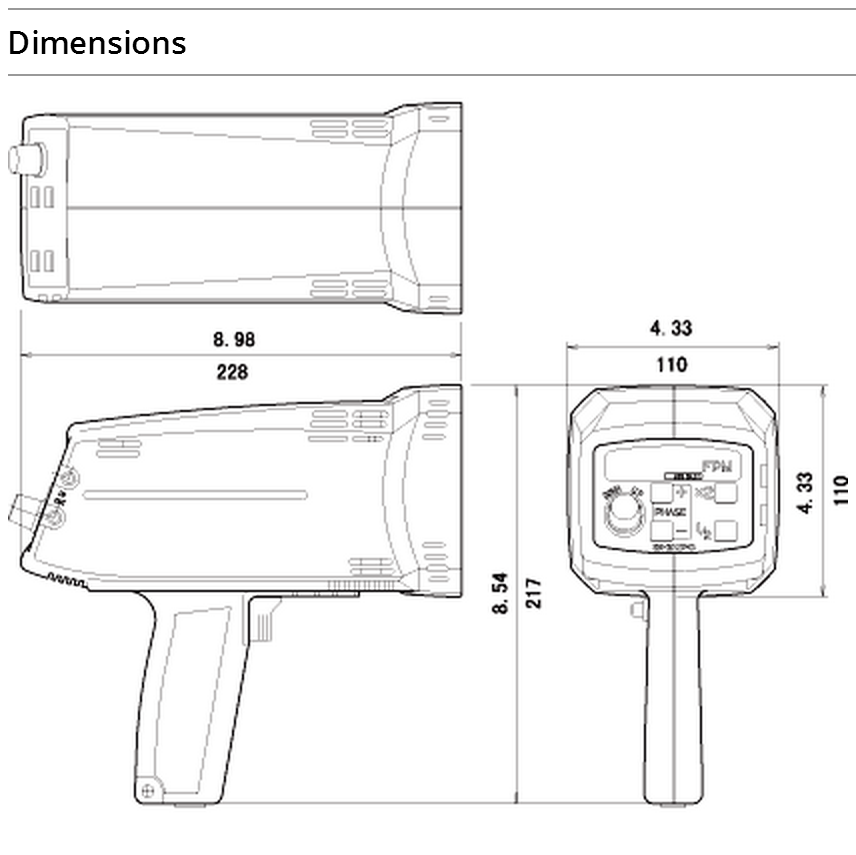 Dimensions
8. 98
228
4. 33
110
FPM
PHASE
4. 33
110
8. 54
217